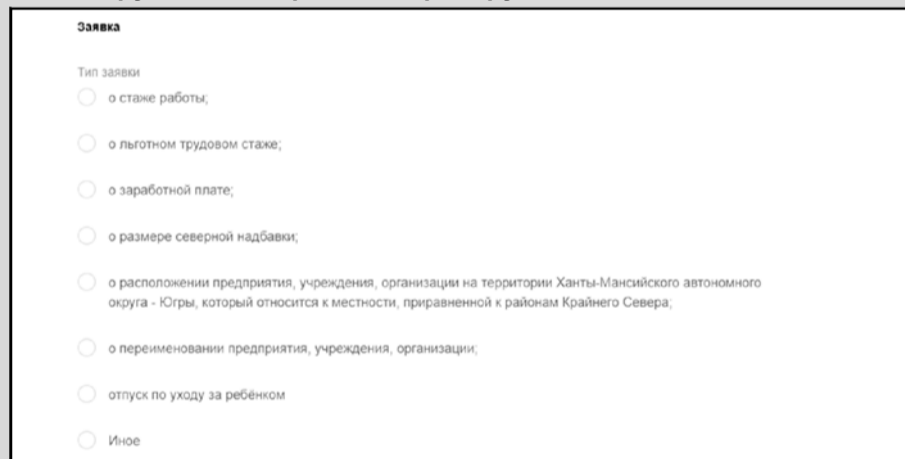 Заявка
Тип заявки
о стаже работы;
о льготном трудовом стаже;
о заработной плате;
о размере северной надбавки;
о расположении предприятия, учреждения, организации на территории Ханты-Мансийского автономного
округа - Югры, который относится к местности, приравненной к районам Крайнего Севера;
о переименовании предприятия, учреждения, организации;
отпуск по уходу за ребёнком
Иное